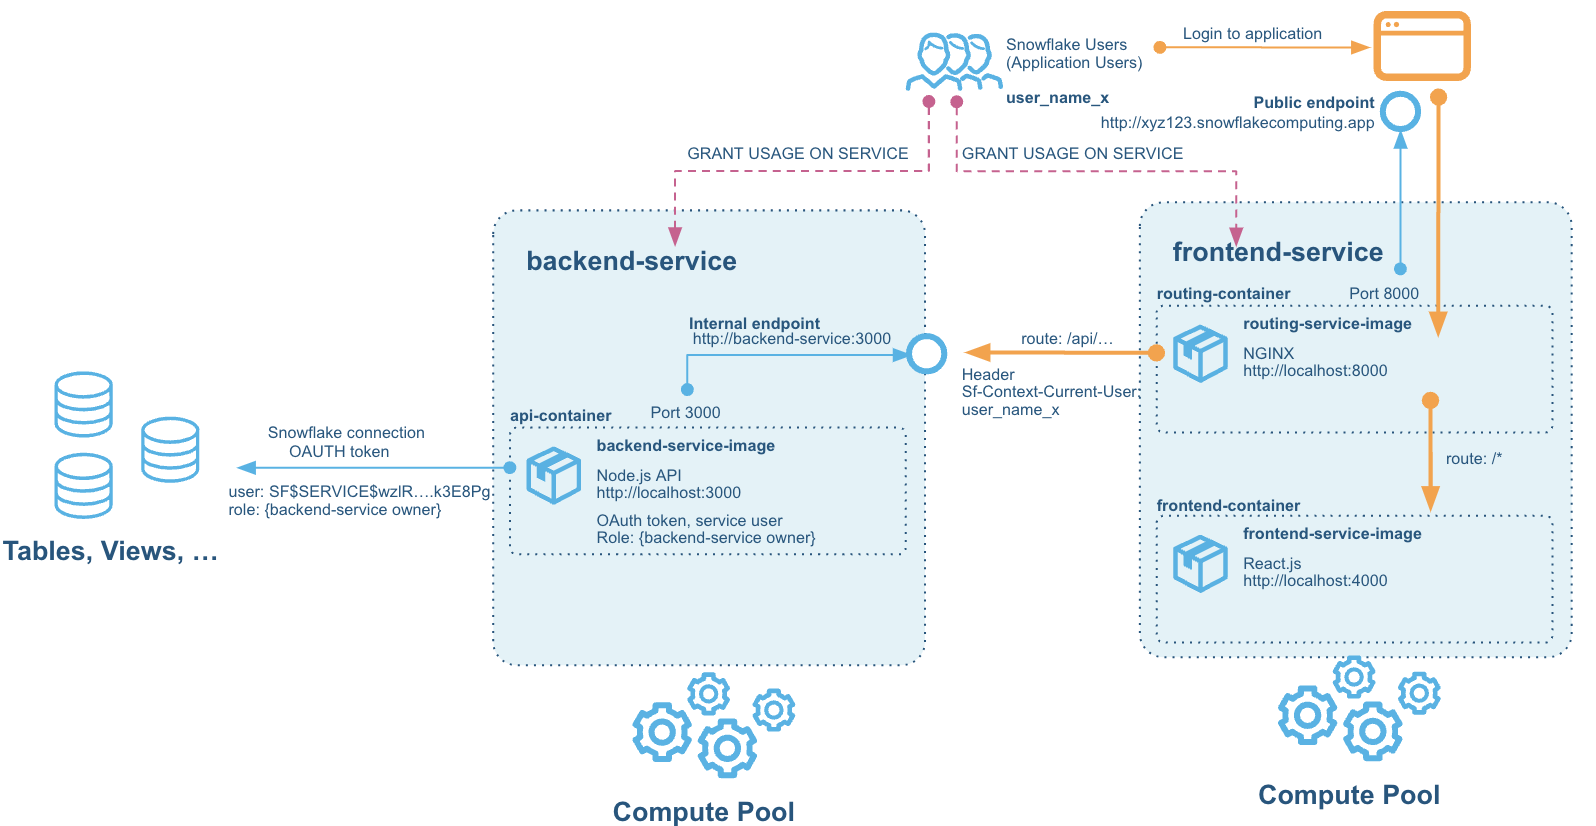 Login to application
Snowflake Users
(Application Users)
user_name_x
Public endpoint
http://xyz123.snowflakecomputing.app
GRANT USAGE ON SERVICE
GRANT USAGE ON SERVICE
backend-service
Internal endpoint
http://backend-service:3000
Port 3000
api-container
backend-service-image
Node.js API
http://localhost:3000
OAuth token, service user
Role: {backend-service owner}
Snowflake connection
OAUTH token
user: SF$SERVICE$wzlR….k3E8Pg
role: {backend-service owner}
Tables, Views, …
Compute Pool
frontend-service
routing-container
Port 8000
routing-service-image
NGINX
http://localhost:8000
route: /api/…
Header
Sf-Context-Current-User:
user_name_x
route: /*
frontend-container
frontend-service-image
React.js
http://localhost:4000
Compute Pool